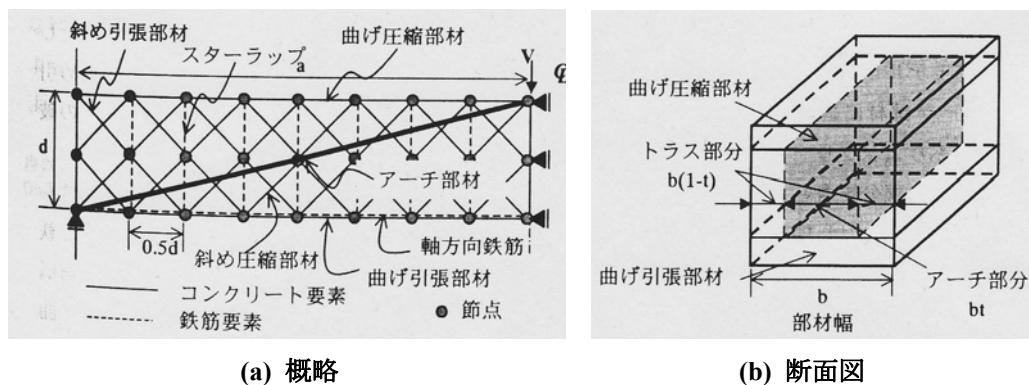 斜め引張部材
スターラップ
曲げ圧縮部材
V
a
d
アーチ部材
0.5d
斜め圧縮部材
軸方向鉄筋
曲げ引張部材
コンクリート要素
鉄筋要素
節点
(a) 概略
曲げ圧縮部材
トラス部分
b(1-t)
曲げ引張部材
アーチ部分
bt
b
部材幅
(b) 断面図